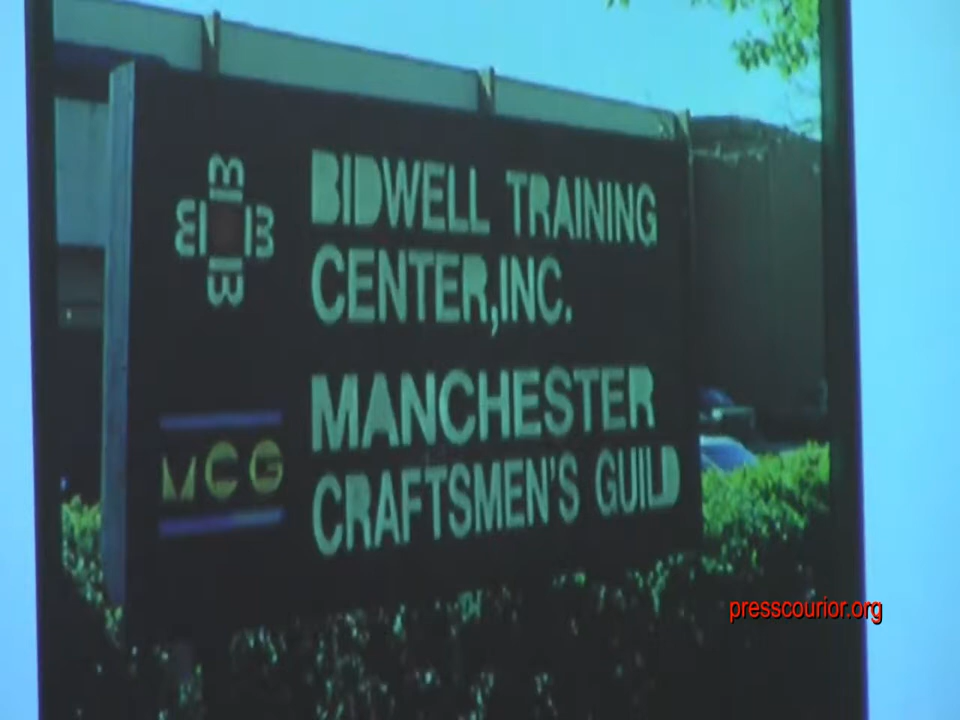 BIDWELL TRAINING
CENTER,INC.
MANCHESTER
MCG
CRAFTSMEN'S GUILD
presscourior.org